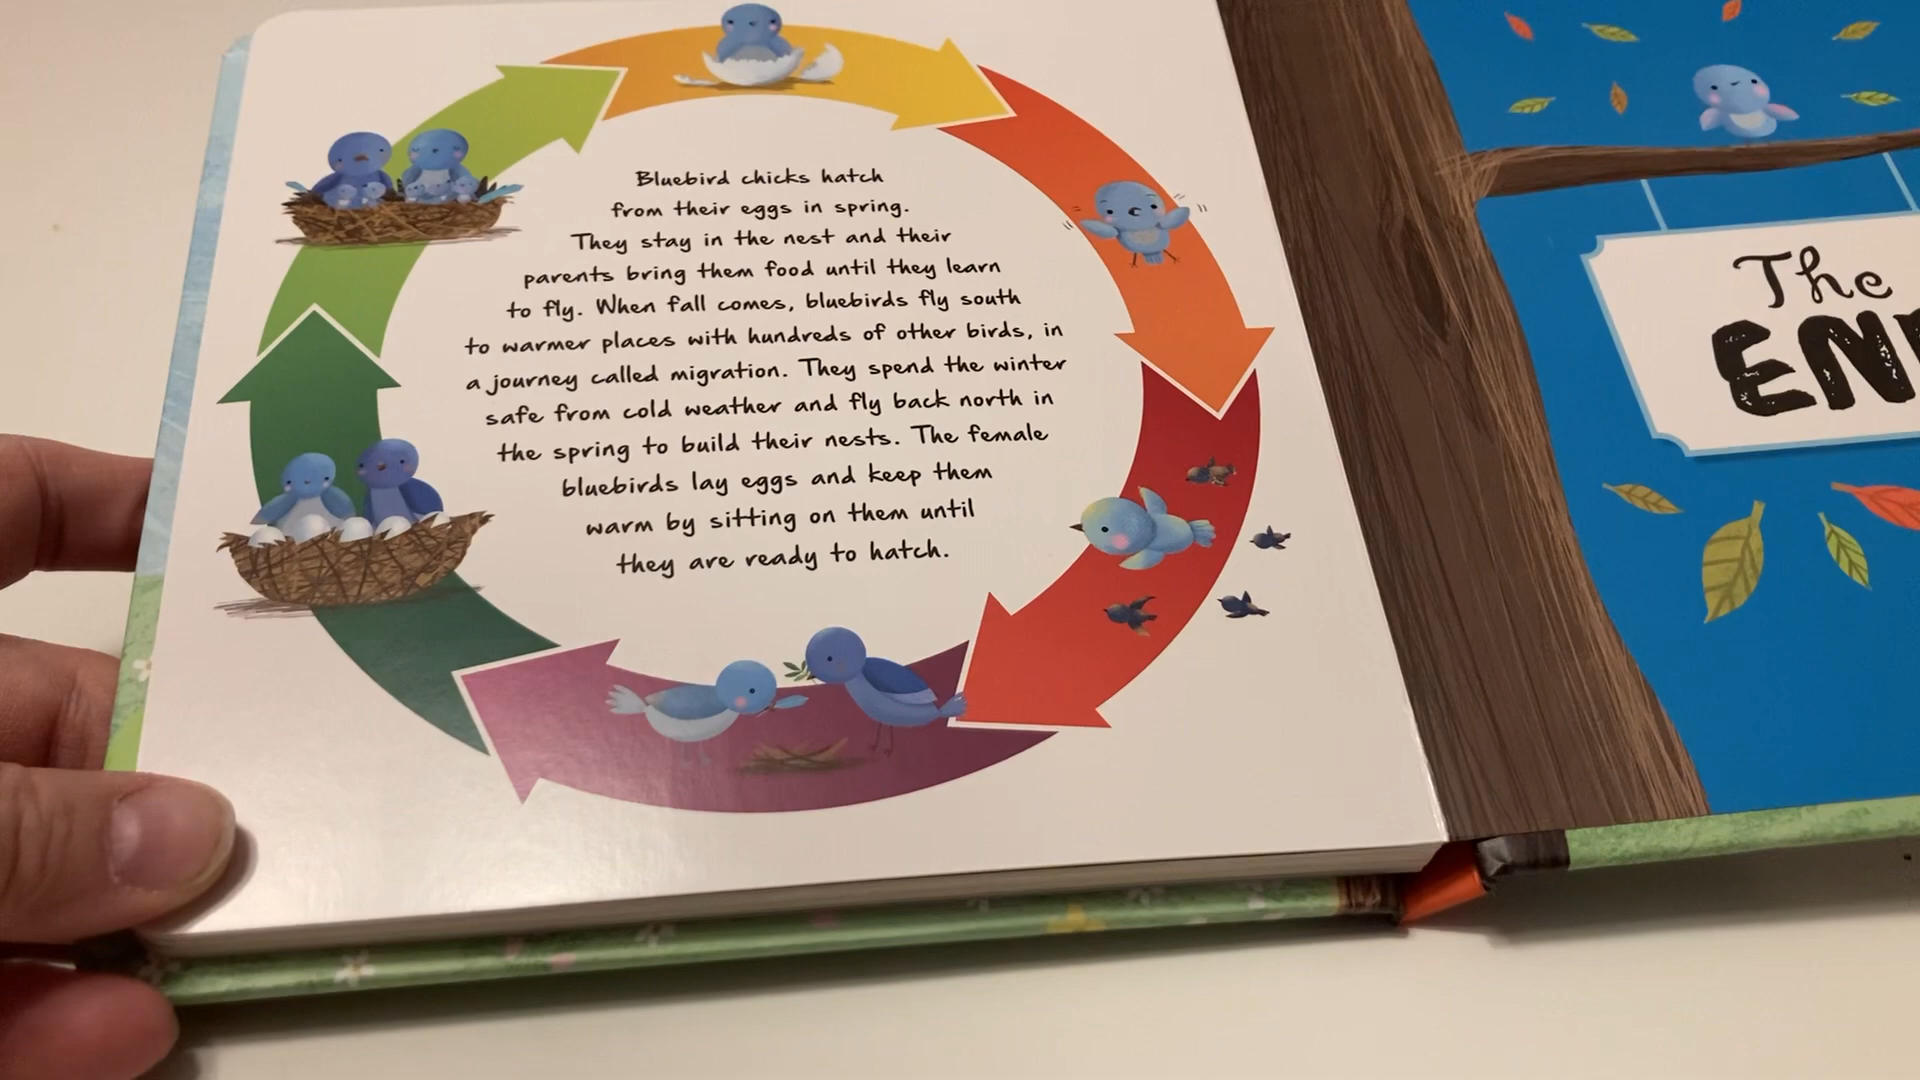 Bluebird chicks hatch
from their eggs in spring.
They stay in the nest and their
parents bring them food until they learn
to fly. When fall comes, bluebirds fly south
to warmer places with hundreds of other birds, in
a journey called migration. They spend the winter
safe from cold weather and fly back north in
the spring to build their nests. The female
bluebirds lay eggs and keep them
warm by sitting on them until
they are ready to hatch.
The